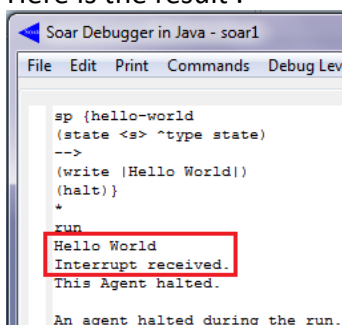 Here is the result :
Soar Debugger in Java - soar1
File Edit Print Commands Debug Lev
sp {hello-world
(state <s> ^type state)
-->
(write |Hello World|)
(halt)}
*
run
Hello World
Interrupt received.
This Agent halted.
An agent halted during the run.